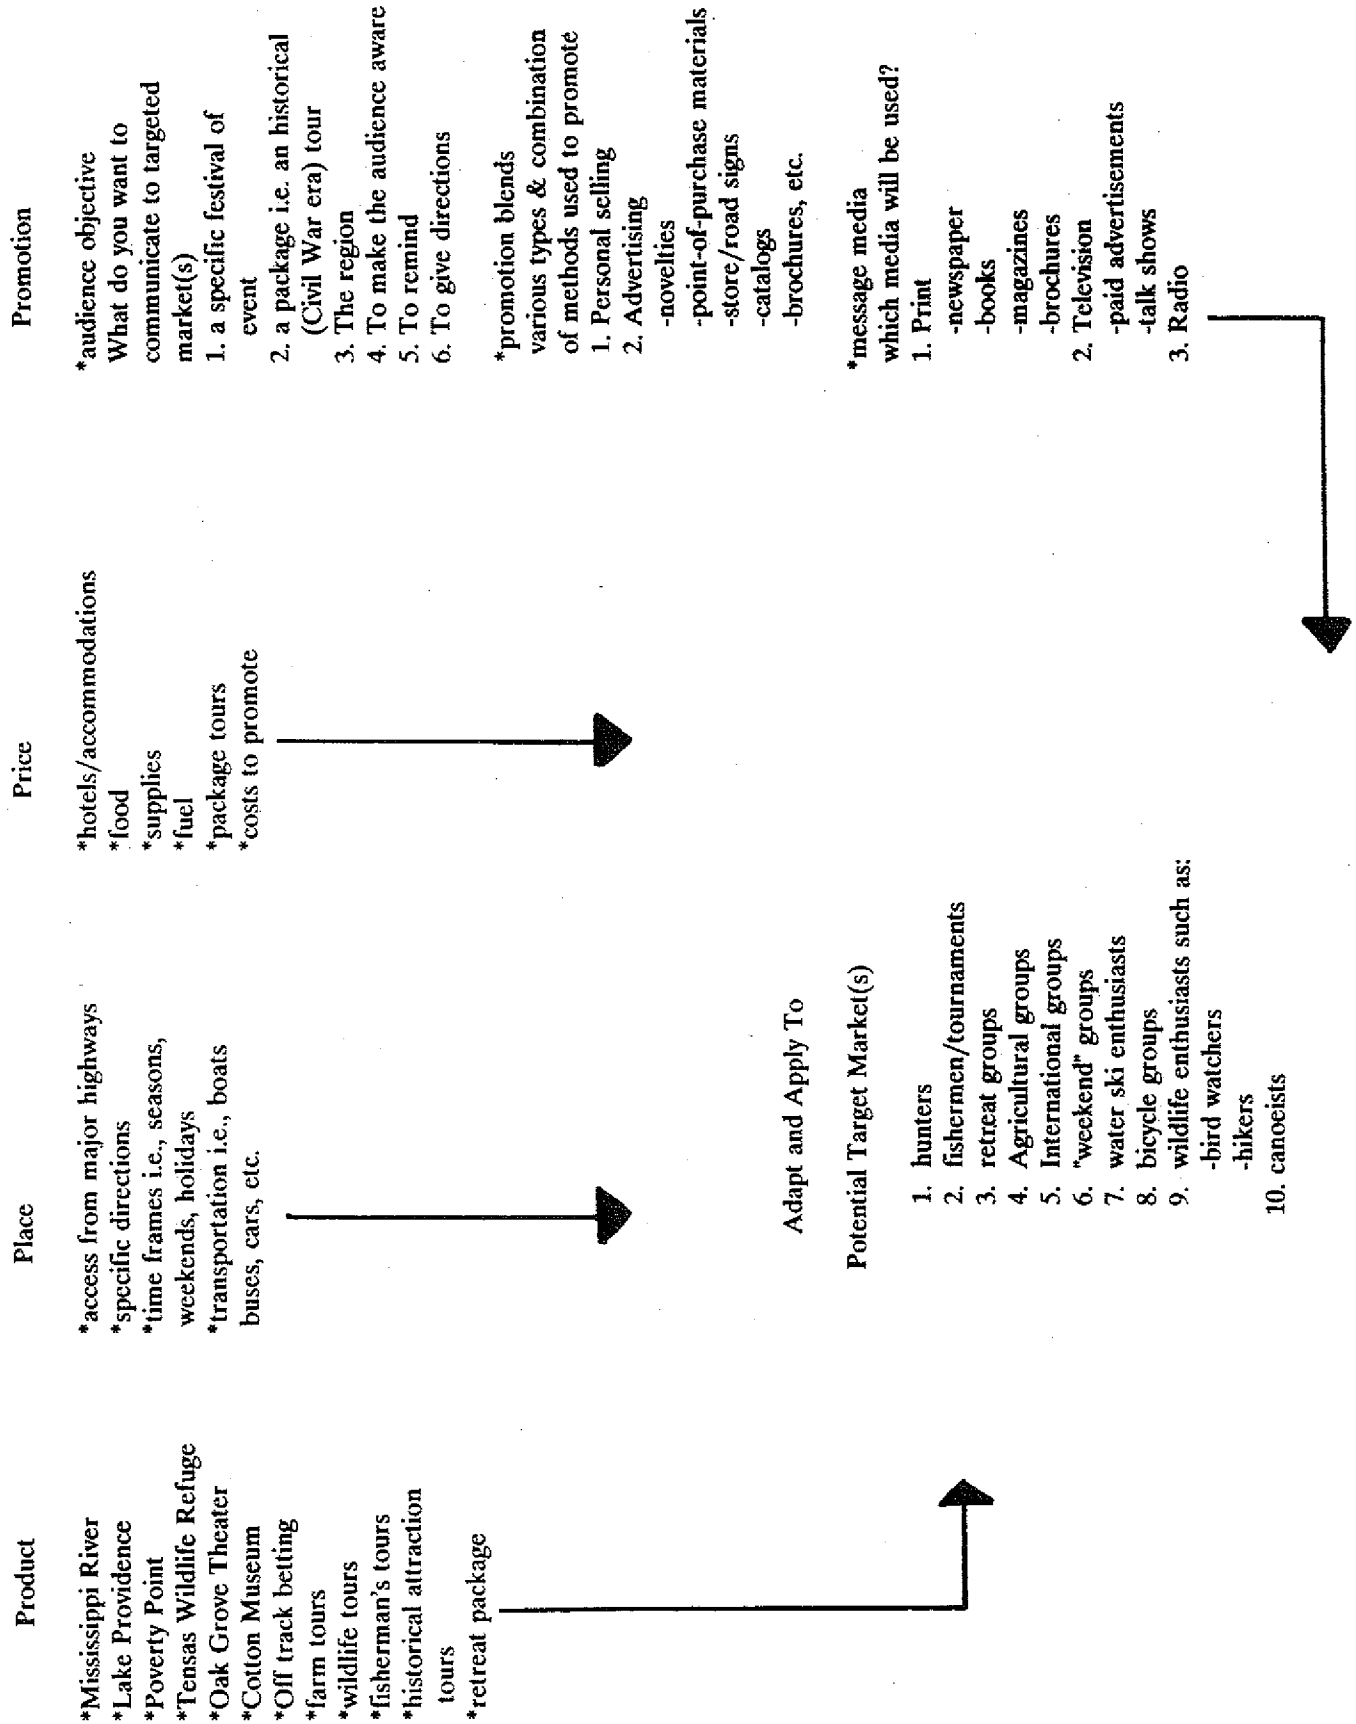 Product
*Mississippi River
*Lake Providence
*Poverty Point
*Tensas Wildlife Refuge
*Oak Grove Theater
*Cotton Museum
*Off track betting
*farm tours
*wildlife tours
*fisherman's tours
*historical attraction
tours
*retreat package
Place
*access from major highways
*specific directions
*time frames i.e., seasons,
weekends, holidays
*transportation i.e., boats
buses, cars, etc.
Price
*hotels/accommodations
*food
*supplies
*fuel
*package tours
*costs to promote
Promotion
*audience objective
What do you want to
communicate to targeted
market(s)
1. a specific festival of
event
2. a package i.e. an historical
(Civil War era) tour
3. The region
4. To make the audience aware
5. To remind
6. To give directions
*promotion blends
various types & combination
of methods used to promote
1. Personal selling
2. Advertising
-novelties
-point-of-purchase materials
-store/road signs
-catalogs
-brochures, etc.
*message media
which media will be used?
1. Print
-newspaper
-books
-magazines
-brochures
2. Television
-paid advertisements
-talk shows
3. Radio
Adapt and Apply To
Potential Target Market(s)
1. hunters
2. fishermen/tournaments
3. retreat groups
4. Agricultural groups
5. International groups
6. "weekend" groups
7. water ski enthusiasts
8. bicycle groups
9. wildlife enthusiasts such as:
-bird watchers
-hikers
10. canoeists